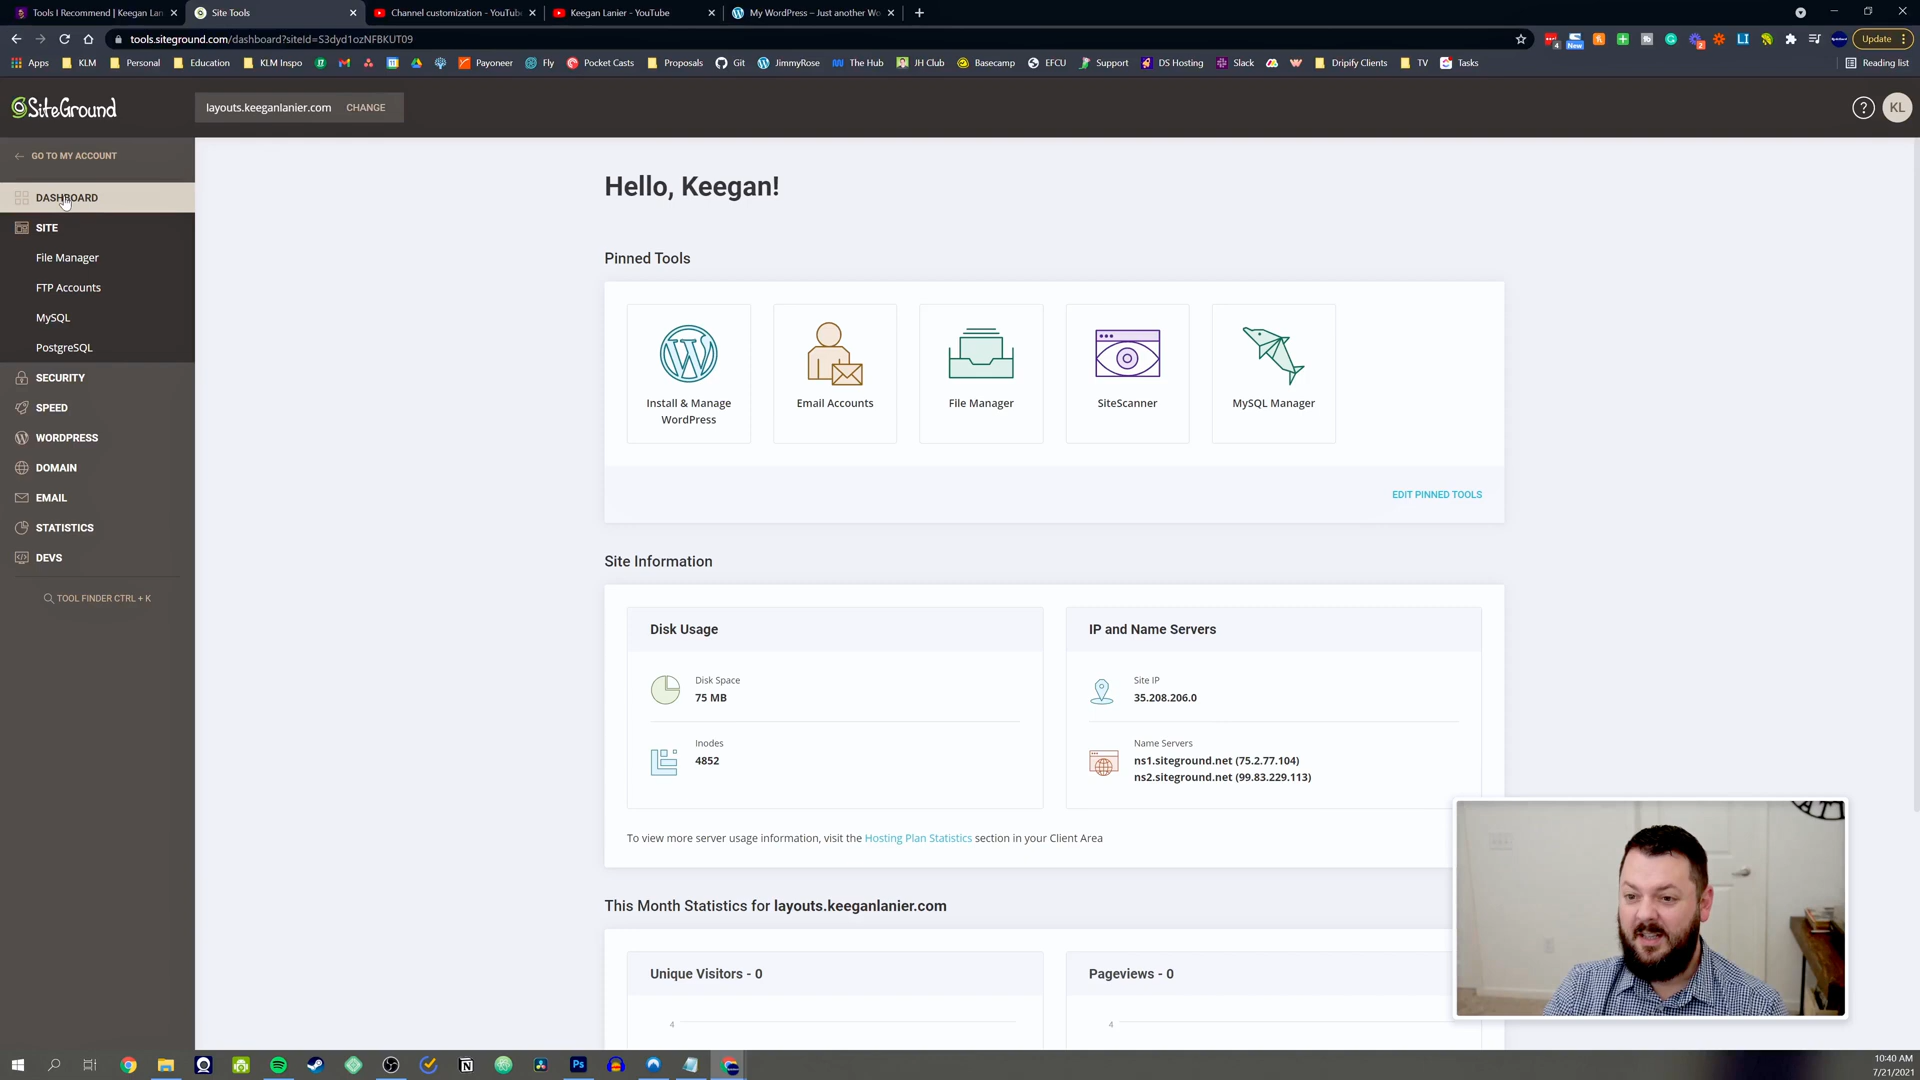 Tools I Recommend | Keegan Lan
Site Tools
Channel customization - YouTub
Keegan Lanier - YouTube
My WordPress – Just another Wo
tools.siteground.com/dashboard?siteId=S3dyd1ozNFBKUT09
4
New
2
LI
Update
Apps
KLM
Personal
Education
KLM Inspo
Payoneer
Fly
Pocket Casts
Proposals
Git
JimmyRose
The Hub
JH Club
Basecamp
EFCU
Support
DS Hosting
Slack
Dripify Clients
TV
Tasks
Reading list
SiteGround
layouts.keeganlanier.com CHANGE
?
KL
GO TO MY ACCOUNT
DASHBOARD
SITE
File Manager
FTP Accounts
MySQL
PostgreSQL
SECURITY
SPEED
WORDPRESS
DOMAIN
EMAIL
STATISTICS
DEVS
TOOL FINDER CTRL + K
Hello, Keegan!
Pinned Tools
Install & Manage
WordPress
Email Accounts
File Manager
SiteScanner
MySQL Manager
EDIT PINNED TOOLS
Site Information
Disk Usage
Disk Space
75 MB
Inodes
4852
IP and Name Servers
Site IP
35.208.206.0
Name Servers
ns1.siteground.net (75.2.77.104)
ns2.siteground.net (99.83.229.113)
To view more server usage information, visit the Hosting Plan Statistics section in your Client Area
This Month Statistics for layouts.keeganlanier.com
Unique Visitors - 0
4
Pageviews - 0
4
Ps
10:40 AM
7/21/2021